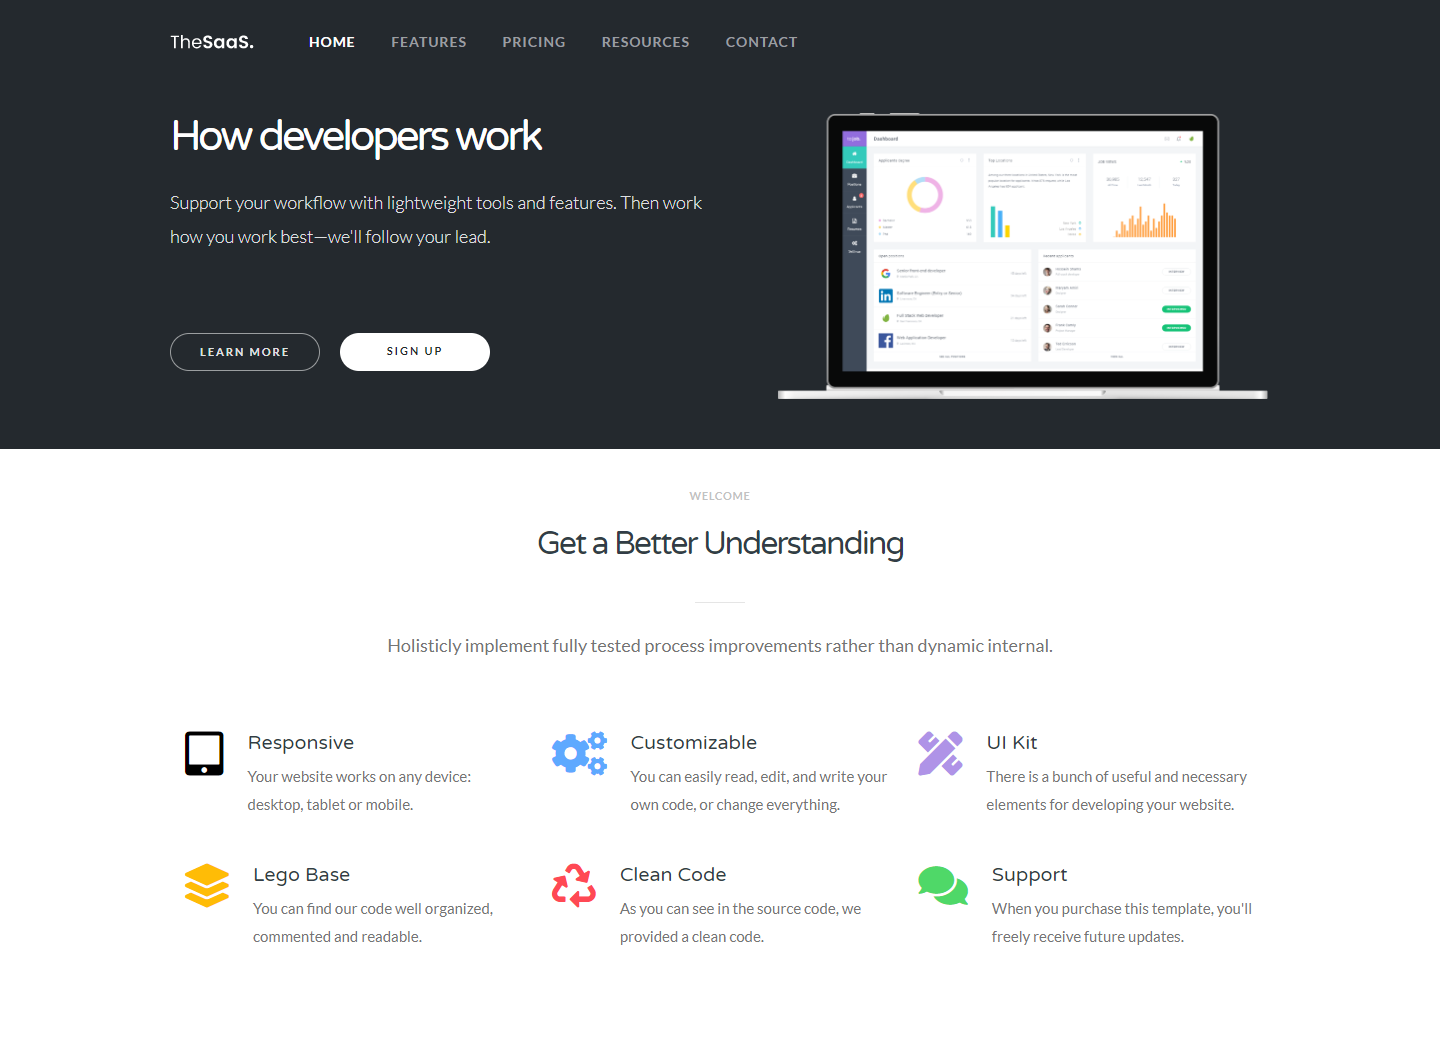 TheSaaS.
HOME
FEATURES
PRICING
RESOURCES
CONTACT
How developers work
Support your workflow with lightweight tools and features. Then work
how you work best—we'll follow your lead.
LEARN MORE
SIGN UP
Dashboard
WELCOME
Get a Better Understanding
Holisticly implement fully tested process improvements rather than dynamic internal.
Responsive
Your website works on any device:
desktop, tablet or mobile.
Customizable
You can easily read, edit, and write your
own code, or change everything.
UI Kit
There is a bunch of useful and necessary
elements for developing your website.
Lego Base
You can find our code well organized,
commented and readable.
Clean Code
As you can see in the source code, we
provided a clean code.
Support
When you purchase this template, you'll
freely receive future updates.